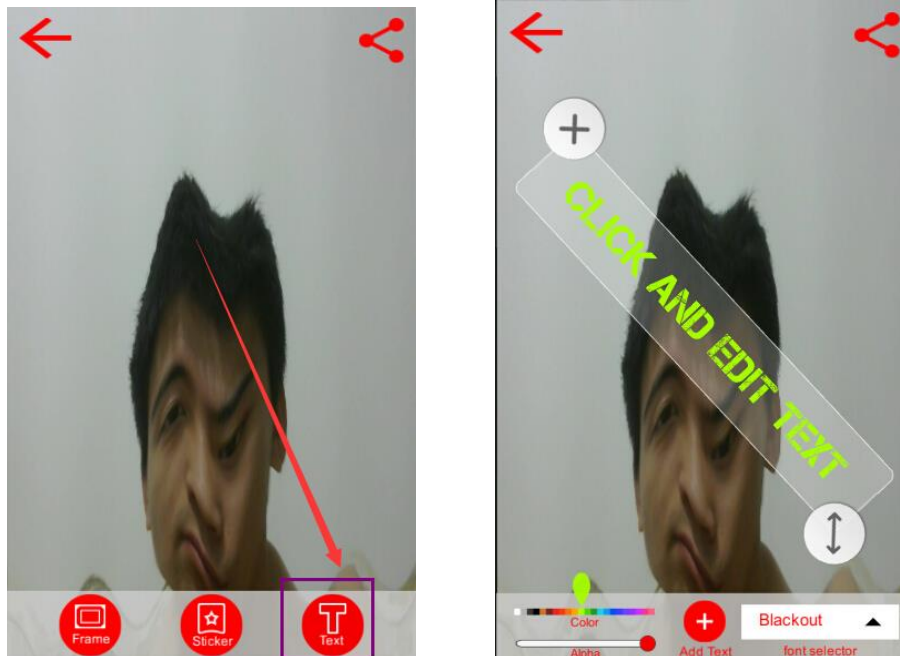 Frame
Sticker
Text
CLICK AND EDIT TEXT
Color
Alpha
Add Text
Blackout
font selector